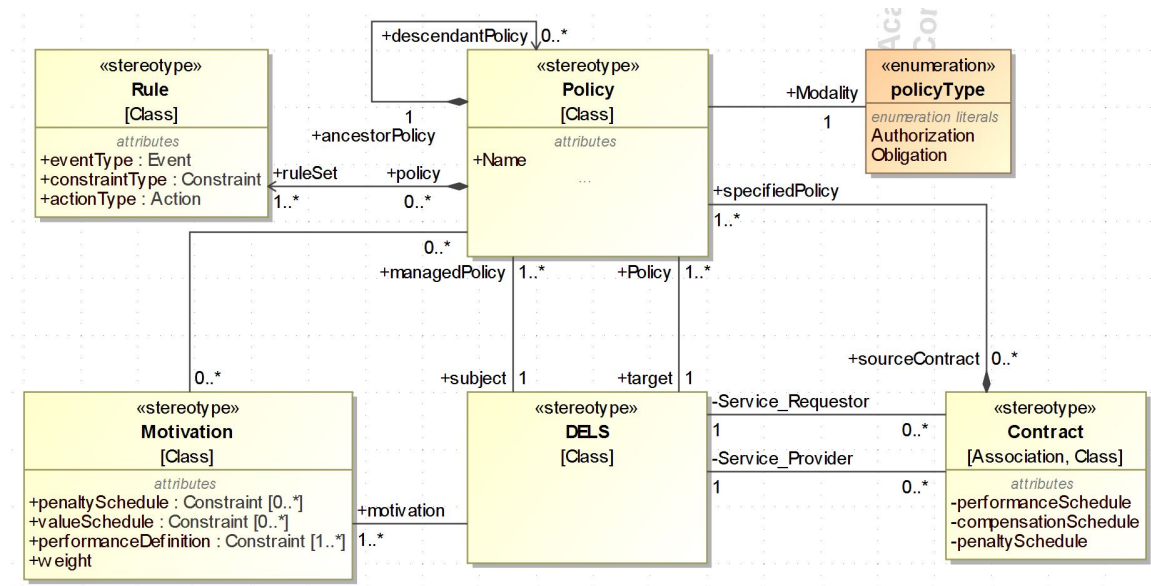 Aca
Con
+descendantPolicy 0..*
1
+ancestorPolicy
«stereotype»
Rule
[Class]
attributes
+eventType : Event
+constraintType : Constraint
+actionType : Action
+ruleSet
1..*
+policy
0..*
«stereotype»
Policy
[Class]
attributes
+Name
...
+Modality
1
«enumeration»
policyType
enumeration literals
Authorization
Obligation
+specifiedPolicy
1..*
0..*
+managedPolicy 1..*
+Policy 1..*
0..*
+subject 1
+target 1
+sourceContract 0..*
«stereotype»
Motivation
[Class]
attributes
+penaltySchedule : Constraint [0..*]
+valueSchedule : Constraint [0..*]
+performanceDefinition : Constraint [1..*]
+weight
+motivation
1..*
«stereotype»
DELS
[Class]
-Service_Requestor
1 0..*
-Service_Provider
1 0..*
«stereotype»
Contract
[Association, Class]
attributes
-performanceSchedule
-compensationSchedule
-penaltySchedule